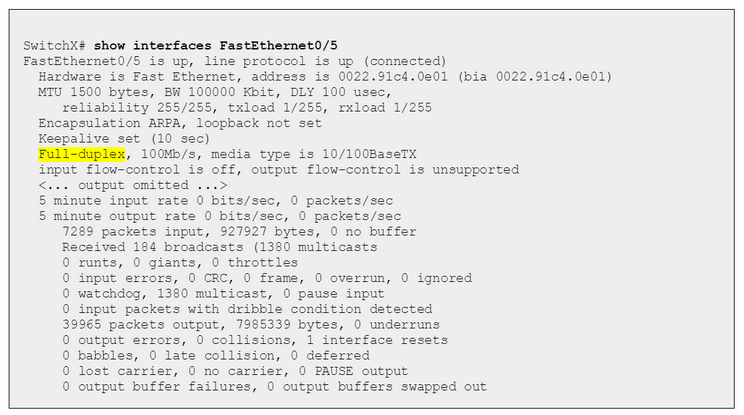 SwitchX# show interfaces FastEthernet0/5
FastEthernet0/5 is up, line protocol is up (connected)
Hardware is Fast Ethernet, address is 0022.91c4.0e01 (bia 0022.91c4.0e01)
MTU 1500 bytes, BW 100000 Kbit, DLY 100 usec,
reliability 255/255, txload 1/255, rxload 1/255
Encapsulation ARPA, loopback not set
Keepalive set (10 sec)
Full-duplex, 100Mb/s, media type is 10/100BaseTX
input flow-control is off, output flow-control is unsupported
<... output omitted ...>
5 minute input rate 0 bits/sec, 0 packets/sec
5 minute output rate 0 bits/sec, 0 packets/sec
7289 packets input, 927927 bytes, 0 no buffer
Received 184 broadcasts (1380 multicasts
0 runts, 0 giants, 0 throttles
0 input errors, 0 CRC, 0 frame, 0 overrun, 0 ignored
0 watchdog, 1380 multicast, 0 pause input
0 input packets with dribble condition detected
39965 packets output, 7985339 bytes, 0 underruns
0 output errors, 0 collisions, 1 interface resets
0 babbles, 0 late collision, 0 deferred
0 lost carrier, 0 no carrier, 0 PAUSE output
0 output buffer failures, 0 output buffers swapped out